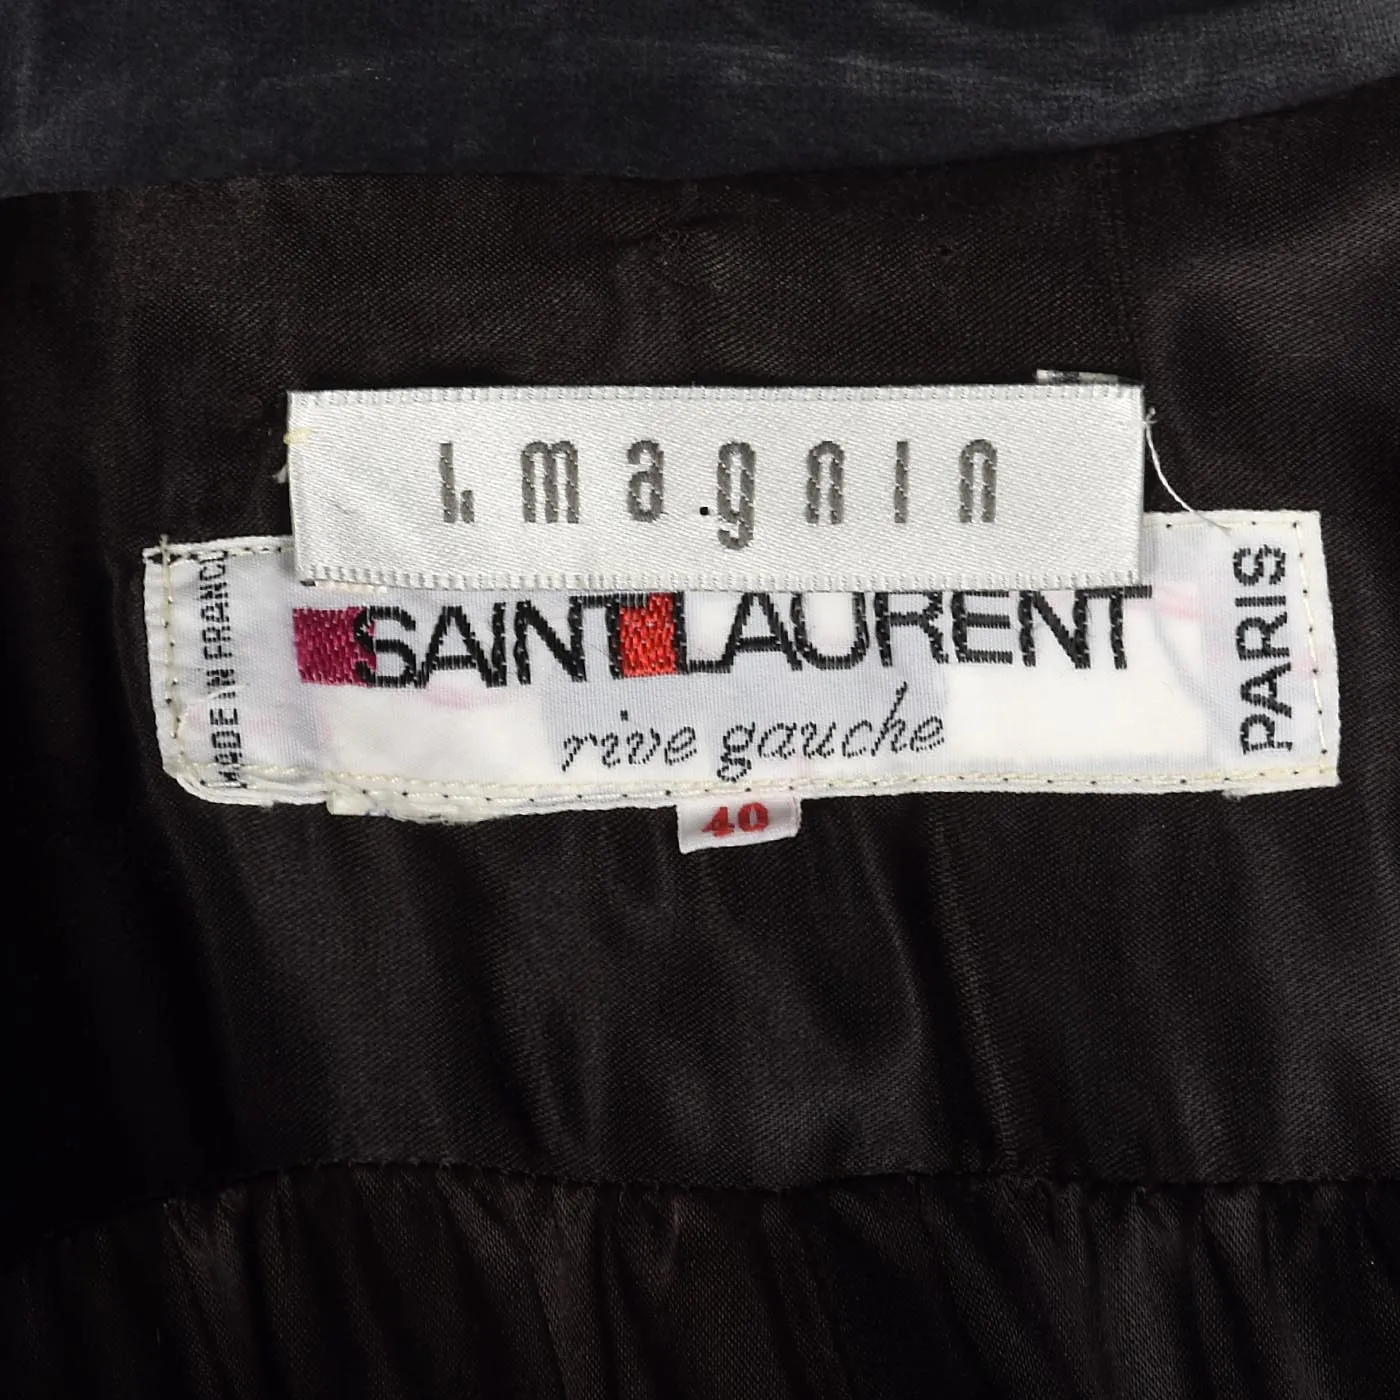 I. magnin
SAINT LAURENT
rive gauche
MADE IN FRANCE
PARIS
40